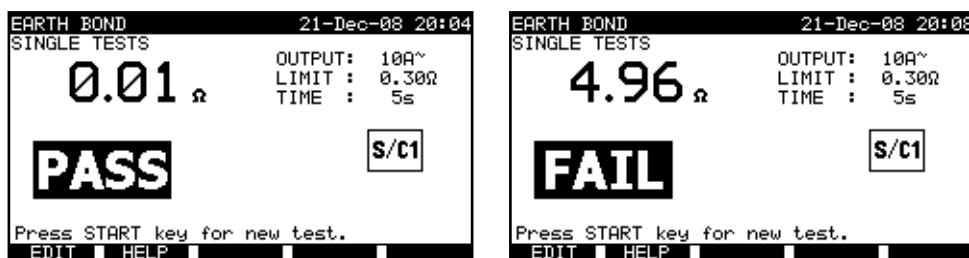 EARTH BOND 21-Dec-08 20:04
SINGLE TESTS
0.01 Ω
OUTPUT: 10A~
LIMIT : 0.30Ω
TIME : 5s
S/C1
PASS
Press START key for new test.
EDIT HELP
EARTH BOND 21-Dec-08 20:08
SINGLE TESTS
4.96 Ω
OUTPUT: 10A~
LIMIT : 0.30Ω
TIME : 5s
S/C1
FAIL
Press START key for new test.
EDIT HELP